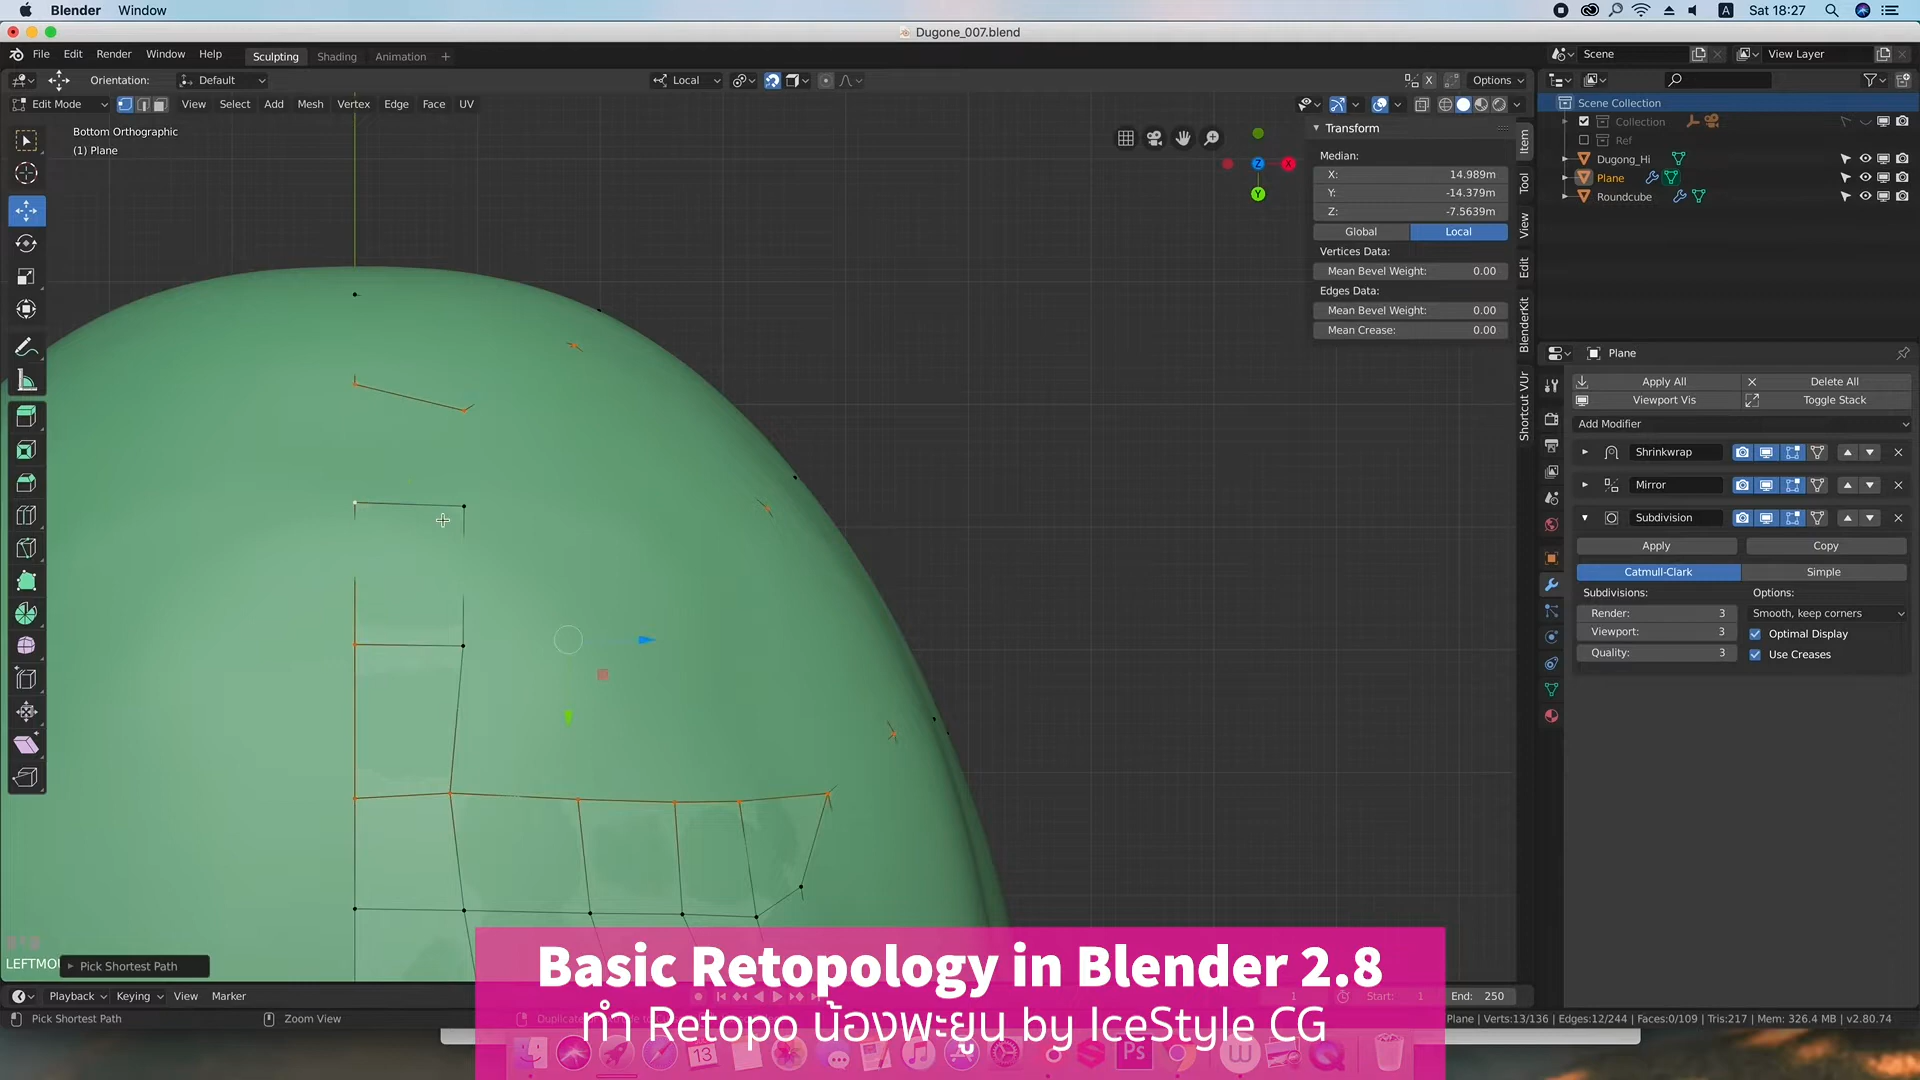 Blender Window
Sat 18:27
Dugone_007.blend
File Edit Render Window Help
Sculpting Shading Animation +
Scene
View Layer
Orientation: Default
Local
Options
Edit Mode
View Select Add Mesh Vertex Edge Face UV
Bottom Orthographic
(1) Plane
Transform
Median:
X: 14.989m
Y: -14.379m
Z: -7.5639m
Global Local
Vertices Data:
Mean Bevel Weight: 0.00
Edges Data:
Mean Bevel Weight: 0.00
Mean Crease: 0.00
Item
Tool
View
Edit
BlenderKit
Shortcut VUr
X
Y
Z
Scene Collection
Collection
Ref
Dugong_Hi
Plane
Roundcube
Plane
Apply All Delete All
Viewport Vis Toggle Stack
Add Modifier
Shrinkwrap
Mirror
Subdivision
Apply Copy
Catmull-Clark Simple
Subdivisions: Options:
Render: 3 Smooth, keep corners
Viewport: 3 Optimal Display
Quality: 3 Use Creases
LEFTMO
Pick Shortest Path
Basic Retopology in Blender 2.8
ทำ Retopo น้องพะยูน by IceStyle CG
Playback Keying View Marker
1 Start: 1 End: 250
Pick Shortest Path Zoom View
Plane | Verts:13/136 | Edges:12/244 | Faces:0/109 | Tris:217 | Mem: 326.4 MB | v2.80.74